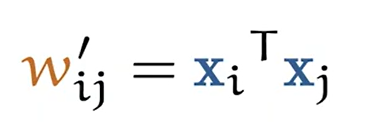 w′ᵢⱼ = xᵢᵀxⱼ